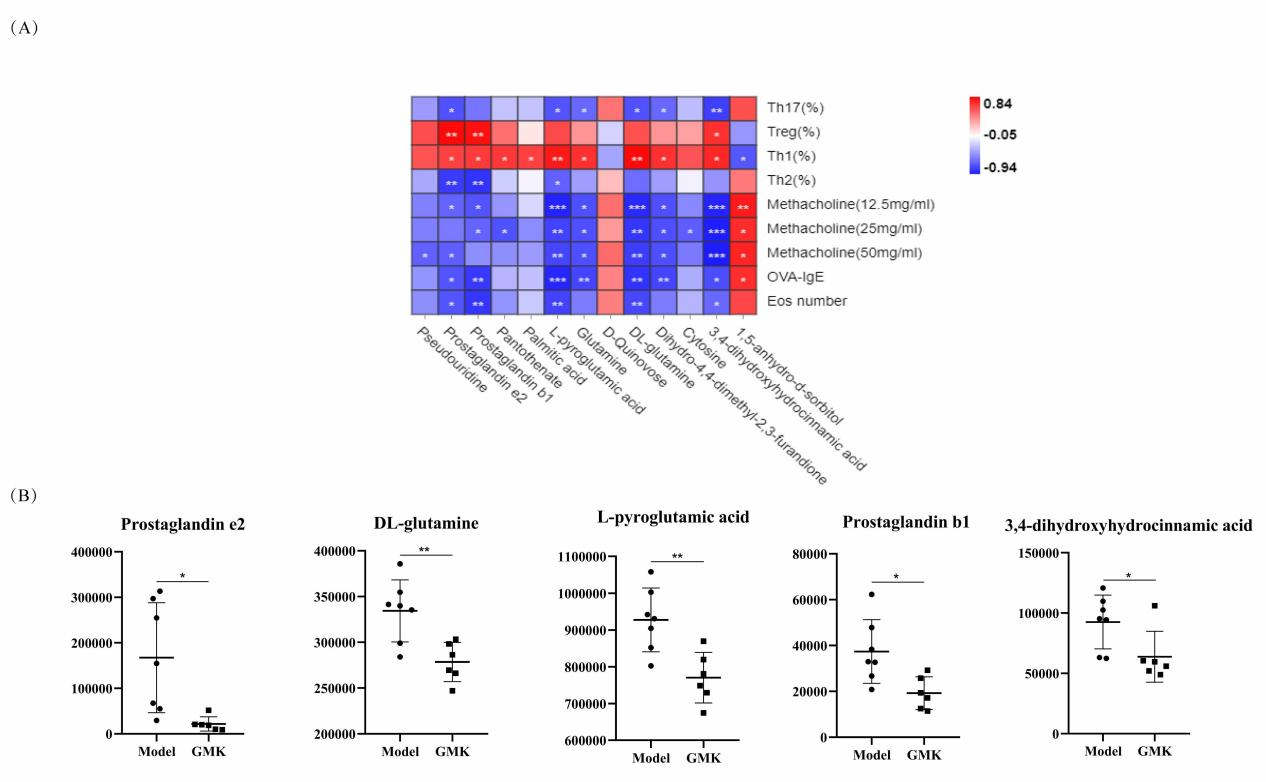 (A)
0.84
-0.05
-0.94
* * * * * ** Th17(%)
** ** * Treg(%)
* * * * ** * ** * * * Th1(%)
** ** * Th2(%)
* * *** * *** * *** ** Methacholine(12.5mg/ml)
* * ** * ** * * *** * Methacholine(25mg/ml)
* * ** * ** * *** * Methacholine(50mg/ml)
* ** *** ** ** ** * * OVA-IgE
* ** ** ** * Eos number
Pseudouridine
Prostaglandin e2
Prostaglandin b1
Pantothenate
Palmitic acid
L-pyroglutamic acid
Glutamine
D-Quinovose
DL-glutamine
Dihydro-4,4-dimethyl-2,3-furandione
Cytosine
3,4-dihydroxyhydrocinnamic acid
1,5-anhydro-d-sorbitol
(B)
Prostaglandin e2
400000
300000
200000
100000
0
*
Model GMK
DL-glutamine
400000
350000
300000
250000
200000
**
Model GMK
L-pyroglutamic acid
1100000
1000000
900000
800000
700000
600000
**
Model GMK
Prostaglandin b1
80000
60000
40000
20000
0
*
Model GMK
3,4-dihydroxyhydrocinnamic acid
150000
100000
50000
0
*
Model GMK